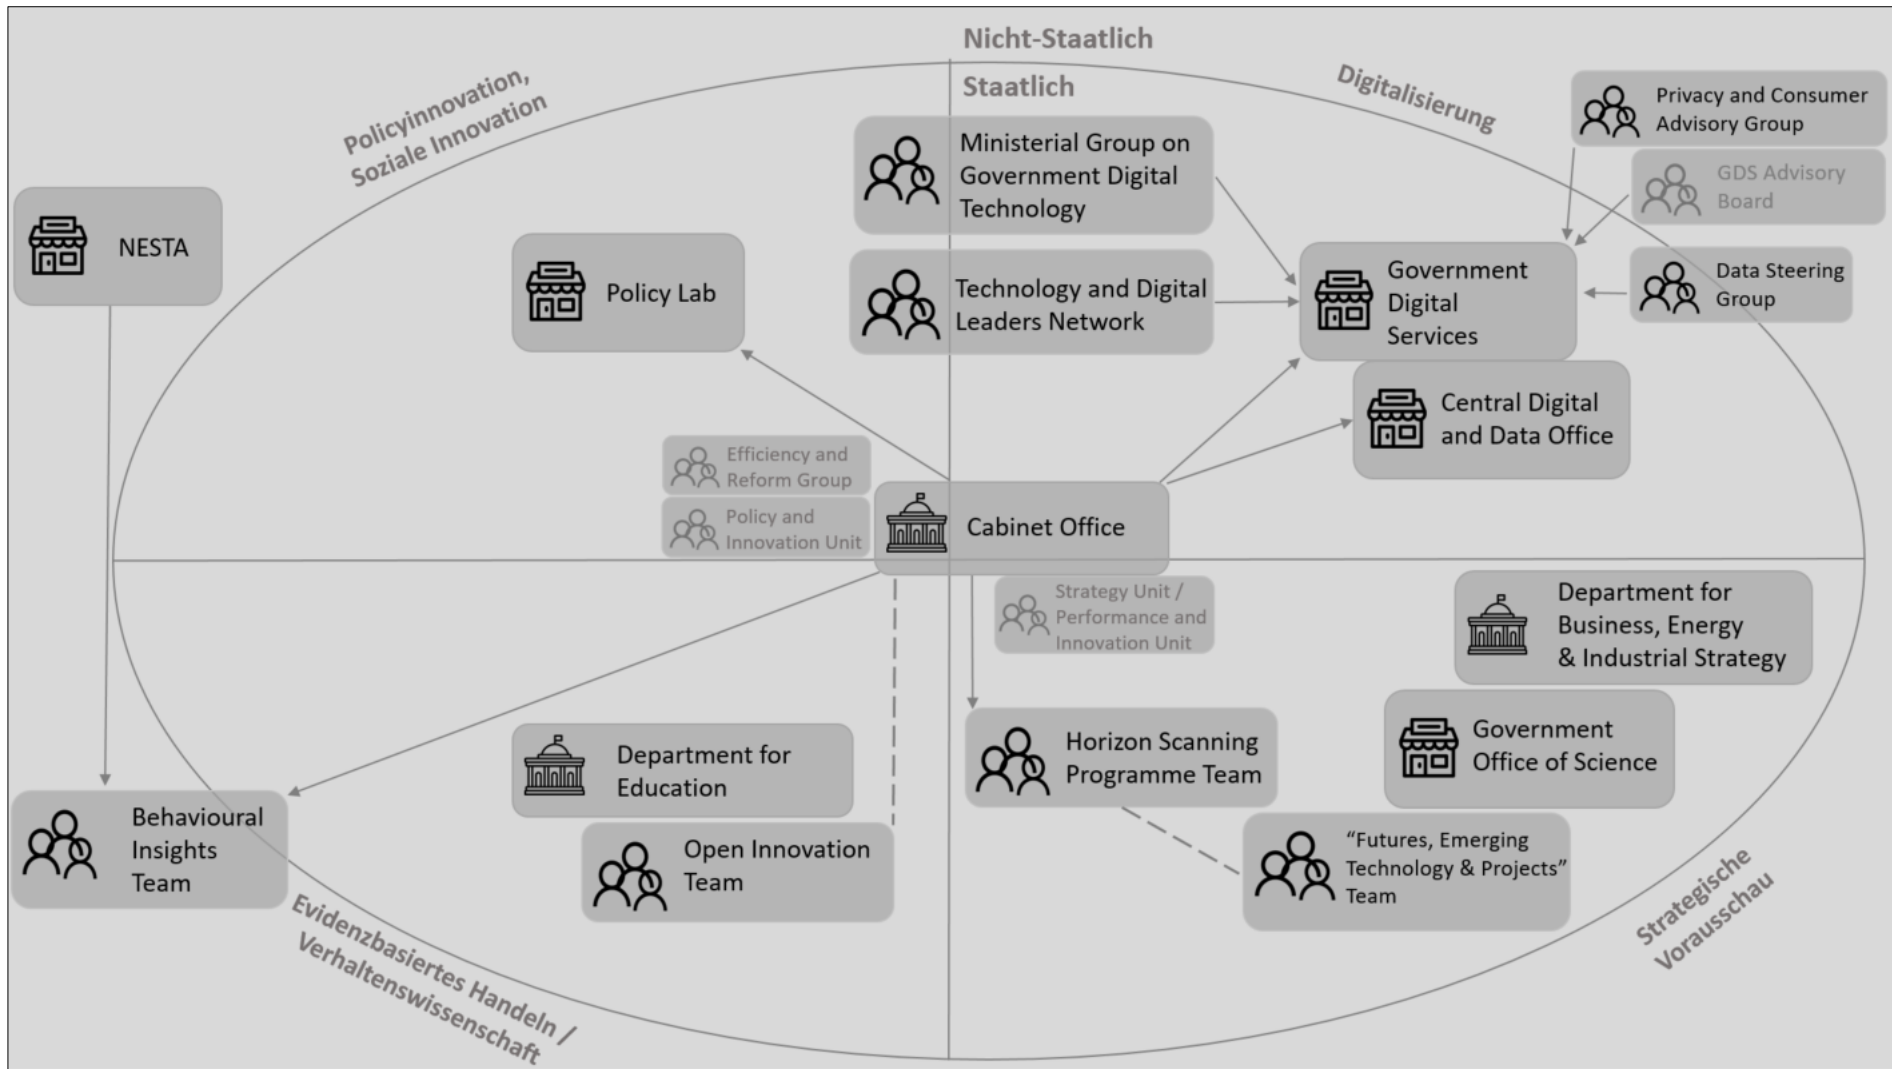 Nicht-Staatlich
Staatlich
Policyinnovation,
Soziale Innovation
Digitalisierung
Privacy and Consumer
Advisory Group
GDS Advisory
Board
Data Steering
Group
Ministerial Group on
Government Digital
Technology
Technology and Digital
Leaders Network
Government
Digital
Services
Central Digital
and Data Office
NESTA
Policy Lab
Efficiency and
Reform Group
Policy and
Innovation Unit
Cabinet Office
Strategy Unit /
Performance and
Innovation Unit
Department for
Business, Energy
& Industrial Strategy
Government
Office of Science
Horizon Scanning
Programme Team
“Futures, Emerging
Technology & Projects”
Team
Department for
Education
Open Innovation
Team
Behavioural
Insights
Team
Evidenzbasiertes Handeln /
Verhaltenswissenschaft
Strategische
Vorausschau